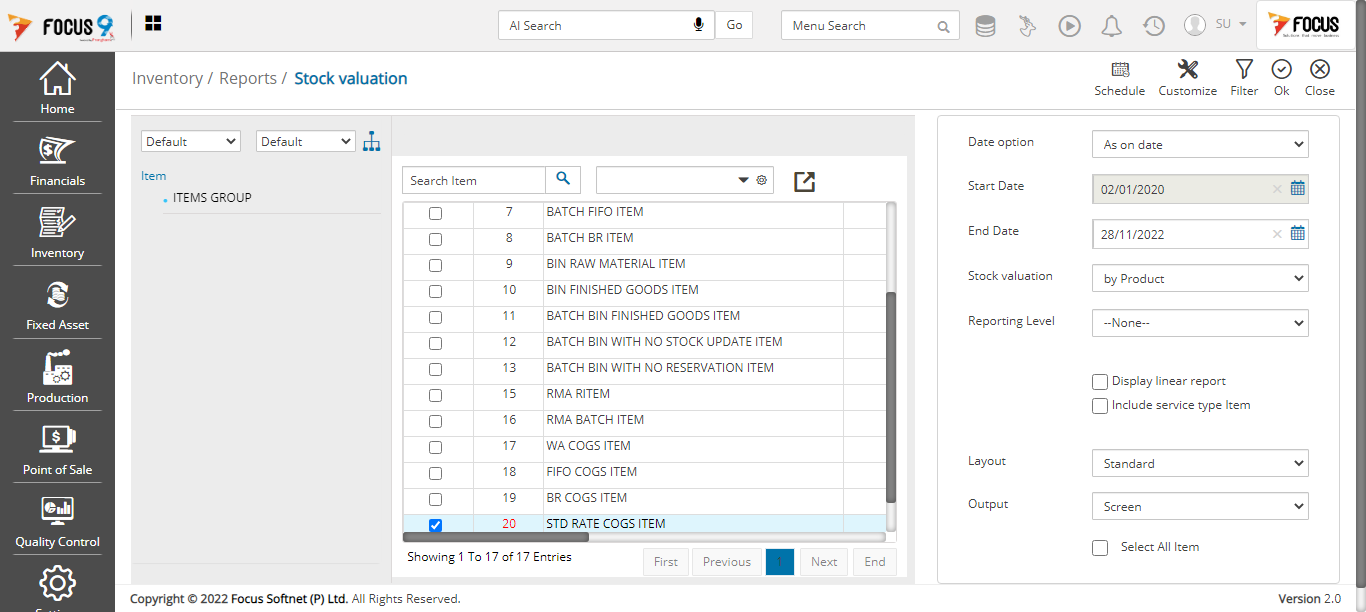 FOCUS 9
AI Search
Go
Menu Search
SU
FOCUS
Home
Financials
Inventory
Fixed Asset
Production
Point of Sale
Quality Control
Inventory / Reports / Stock valuation
Schedule
Customize
Filter
Ok
Close
Default
Default
Item
ITEMS GROUP
Search Item
7 BATCH FIFO ITEM
8 BATCH BR ITEM
9 BIN RAW MATERIAL ITEM
10 BIN FINISHED GOODS ITEM
11 BATCH BIN FINISHED GOODS ITEM
12 BATCH BIN WITH NO STOCK UPDATE ITEM
13 BATCH BIN WITH NO RESERVATION ITEM
15 RMA RITEM
16 RMA BATCH ITEM
17 WA COGS ITEM
18 FIFO COGS ITEM
19 BR COGS ITEM
20 STD RATE COGS ITEM
Showing 1 To 17 of 17 Entries
First
Previous
1
Next
End
Date option
As on date
Start Date
02/01/2020
End Date
28/11/2022
Stock valuation
by Product
Reporting Level
--None--
Display linear report
Include service type Item
Layout
Standard
Output
Screen
Select All Item
Copyright © 2022 Focus Softnet (P) Ltd. All Rights Reserved.
Version 2.0